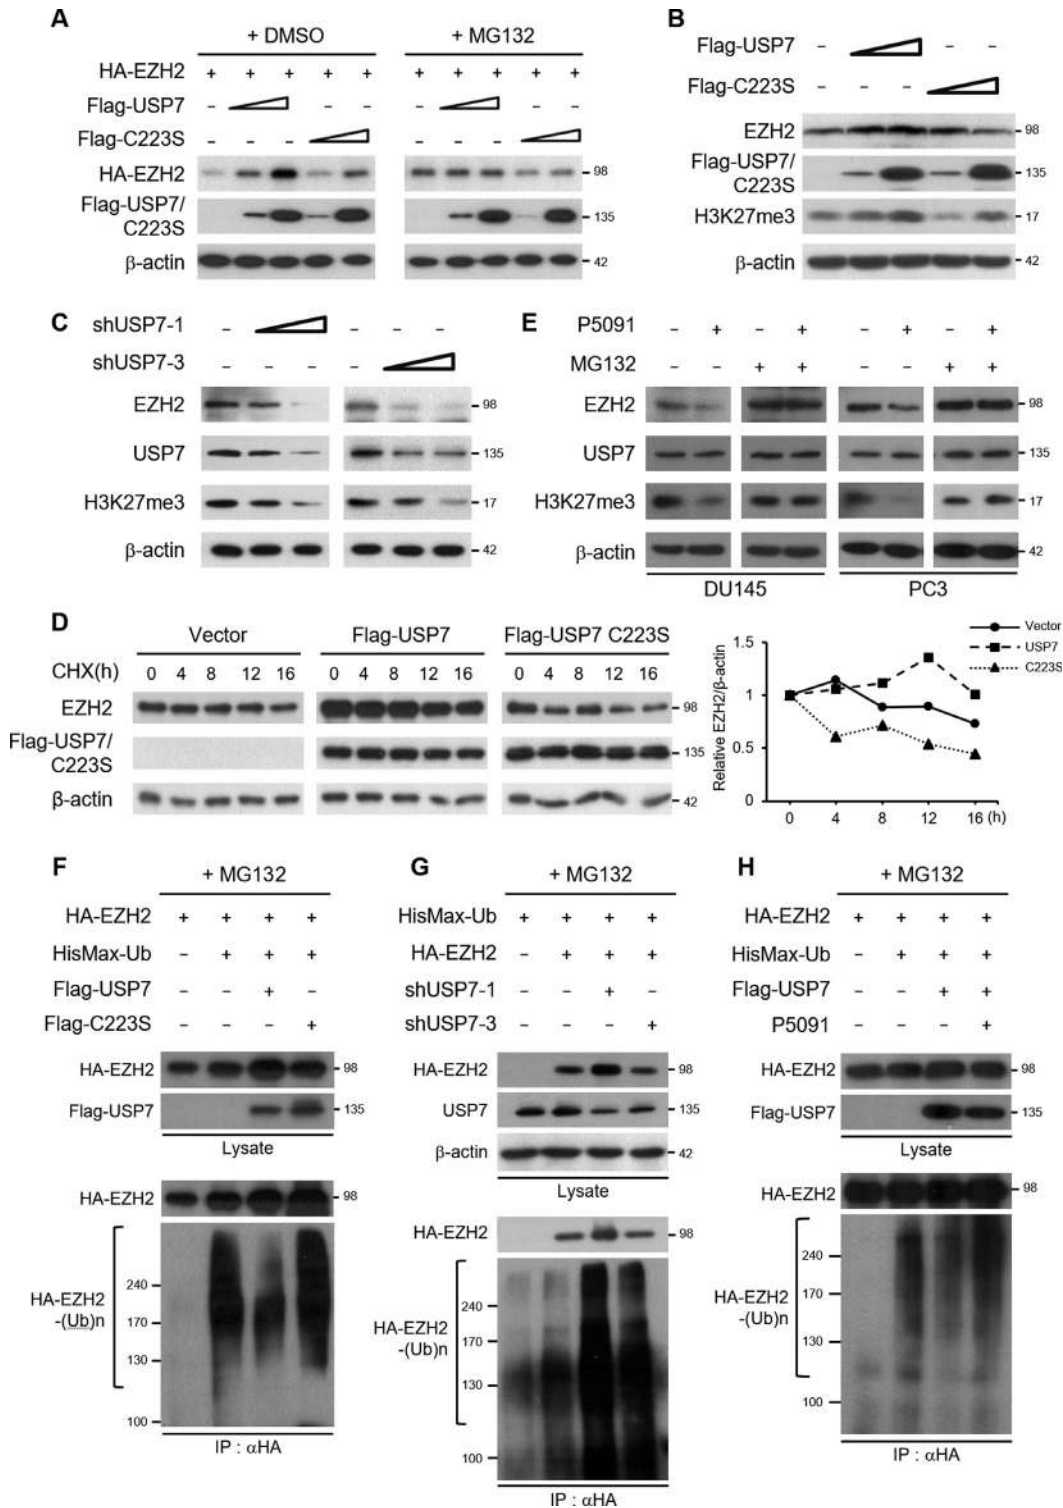 A
+ DMSO
+ MG132
HA-EZH2 + + + + + + + + + +
Flag-USP7 – – – – – –
Flag-C223S – – – – – –
HA-EZH2 98
Flag-USP7/
C223S 135
β-actin 42
B
Flag-USP7 – – –
Flag-C223S – – –
EZH2 98
Flag-USP7/
C223S 135
H3K27me3 17
β-actin 42
C
shUSP7-1 – – – –
shUSP7-3 – – – –
EZH2 98
USP7 135
H3K27me3 17
β-actin 42
E
P5091 – + – + – + – +
MG132 – – + + – – + +
EZH2 98
USP7 135
H3K27me3 17
β-actin 42
DU145 PC3
D
Vector Flag-USP7 Flag-USP7 C223S
CHX(h) 0 4 8 12 16 0 4 8 12 16 0 4 8 12 16
EZH2 98
Flag-USP7/
C223S 135
β-actin 42
Vector
USP7
C223S
Relative EZH2/β-actin
1.5
1
0.5
0
0 4 8 12 16 (h)
F
+ MG132
HA-EZH2 + + + +
HisMax-Ub – + + +
Flag-USP7 – – + –
Flag-C223S – – – +
HA-EZH2 98
Flag-USP7 135
Lysate
HA-EZH2 98
HA-EZH2
-(Ub)n
240
170
130
100
IP : αHA
G
+ MG132
HisMax-Ub + + + +
HA-EZH2 – + + +
shUSP7-1 – – + –
shUSP7-3 – – – +
HA-EZH2 98
USP7 135
β-actin 42
Lysate
HA-EZH2 98
HA-EZH2
-(Ub)n
240
170
130
100
IP : αHA
H
+ MG132
HA-EZH2 + + + +
HisMax-Ub – + + +
Flag-USP7 – – + +
P5091 – – – +
HA-EZH2 98
Flag-USP7 135
Lysate
HA-EZH2 98
HA-EZH2
-(Ub)n
240
170
130
100
IP : αHA